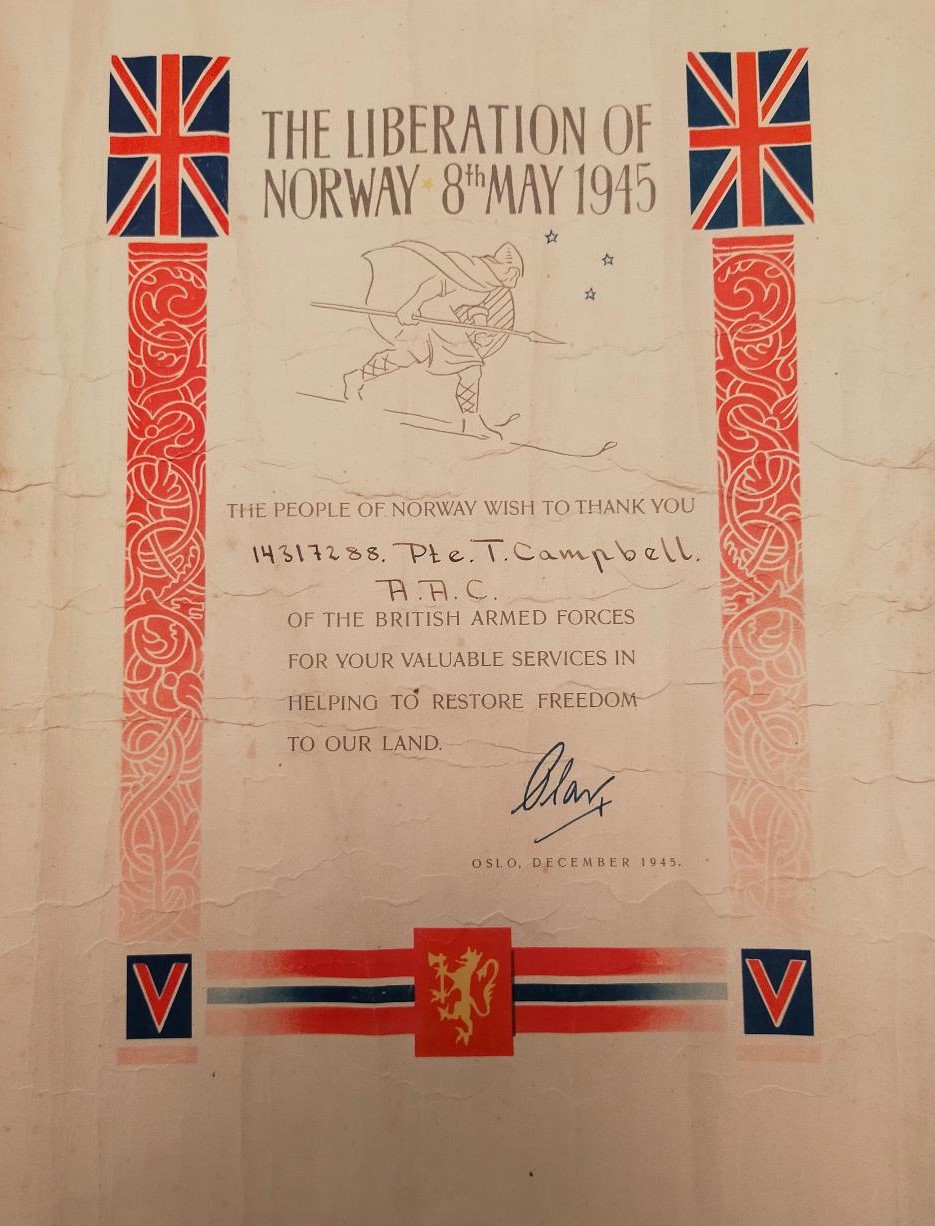 THE LIBERATION OF
NORWAY 8th MAY 1945
THE PEOPLE OF NORWAY WISH TO THANK YOU
14317288. Pte. T. Campbell.
A.A.C.
OF THE BRITISH ARMED FORCES
FOR YOUR VALUABLE SERVICES IN
HELPING TO RESTORE FREEDOM
TO OUR LAND.
Olav
OSLO, DECEMBER 1945.
V V